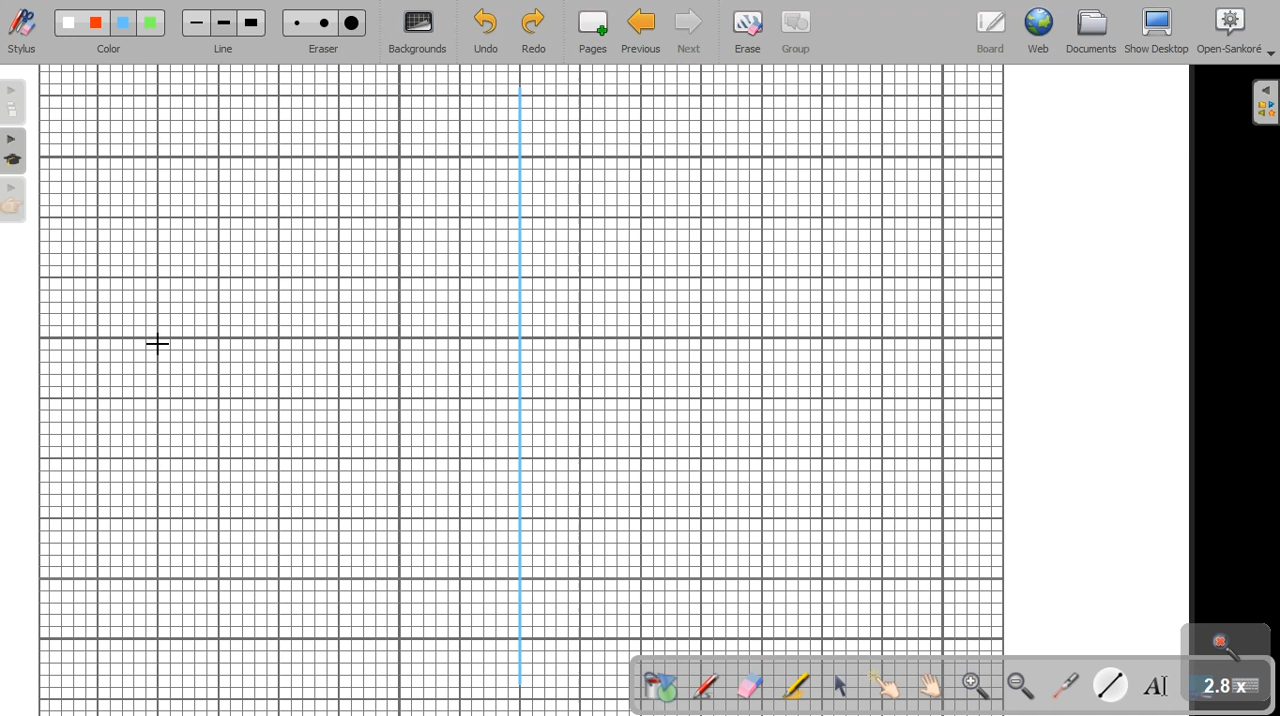 Stylus Color Line Eraser Backgrounds Undo Redo Pages Previous Next Erase Group Board Web Documents Show Desktop Open-Sankoré
AI 2.8 x